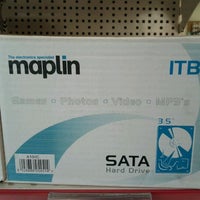 The electronics specialist
maplin
1TB
Games • Photos • Video • MP3's
3.5"
SATA
Hard Drive